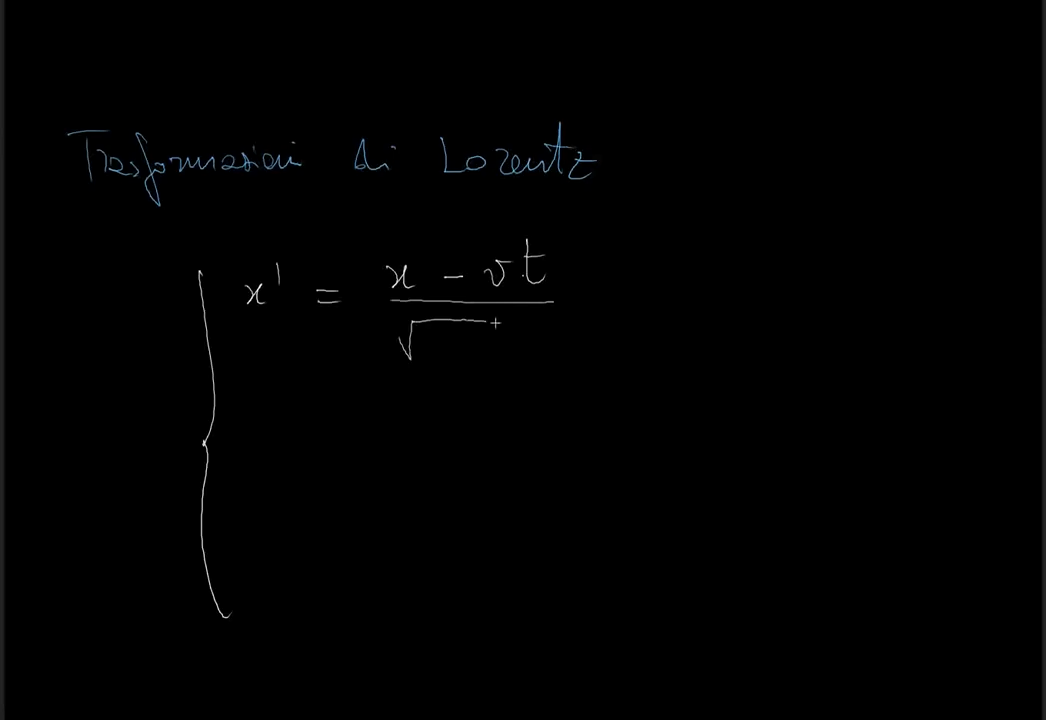 Trasformazioni di Lorentz
x' = x - vt
√